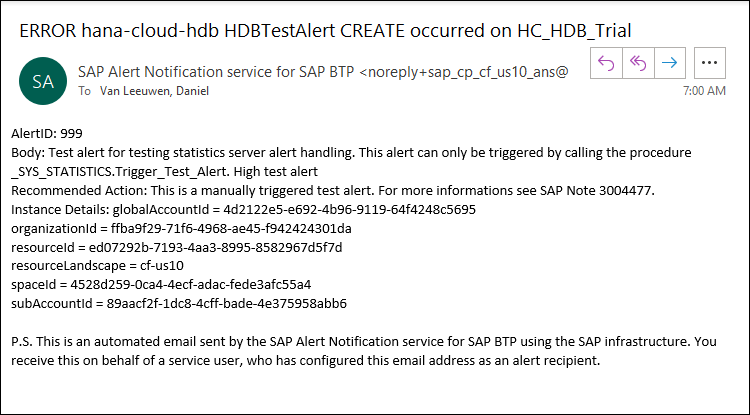 ERROR hana-cloud-hdb HDBTestAlert CREATE occurred on HC_HDB_Trial
SA
SAP Alert Notification service for SAP BTP <noreply+sap_cp_cf_us10_ans@
To Van Leeuwen, Daniel
7:00 AM
AlertID: 999
Body: Test alert for testing statistics server alert handling. This alert can only be triggered by calling the procedure
_SYS_STATISTICS.Trigger_Test_Alert. High test alert
Recommended Action: This is a manually triggered test alert. For more informations see SAP Note 3004477.
Instance Details: globalAccountId = 4d2122e5-e692-4b96-9119-64f4248c5695
organizationId = ffba9f29-71f6-4968-ae45-f942424301da
resourceId = ed07292b-7193-4aa3-8995-8582967d5f7d
resourceLandscape = cf-us10
spaceId = 4528d259-0ca4-4ecf-adac-fede3afc55a4
subAccountId = 89aacf2f-1dc8-4cff-bade-4e375958abb6
P.S. This is an automated email sent by the SAP Alert Notification service for SAP BTP using the SAP infrastructure. You
receive this on behalf of a service user, who has configured this email address as an alert recipient.